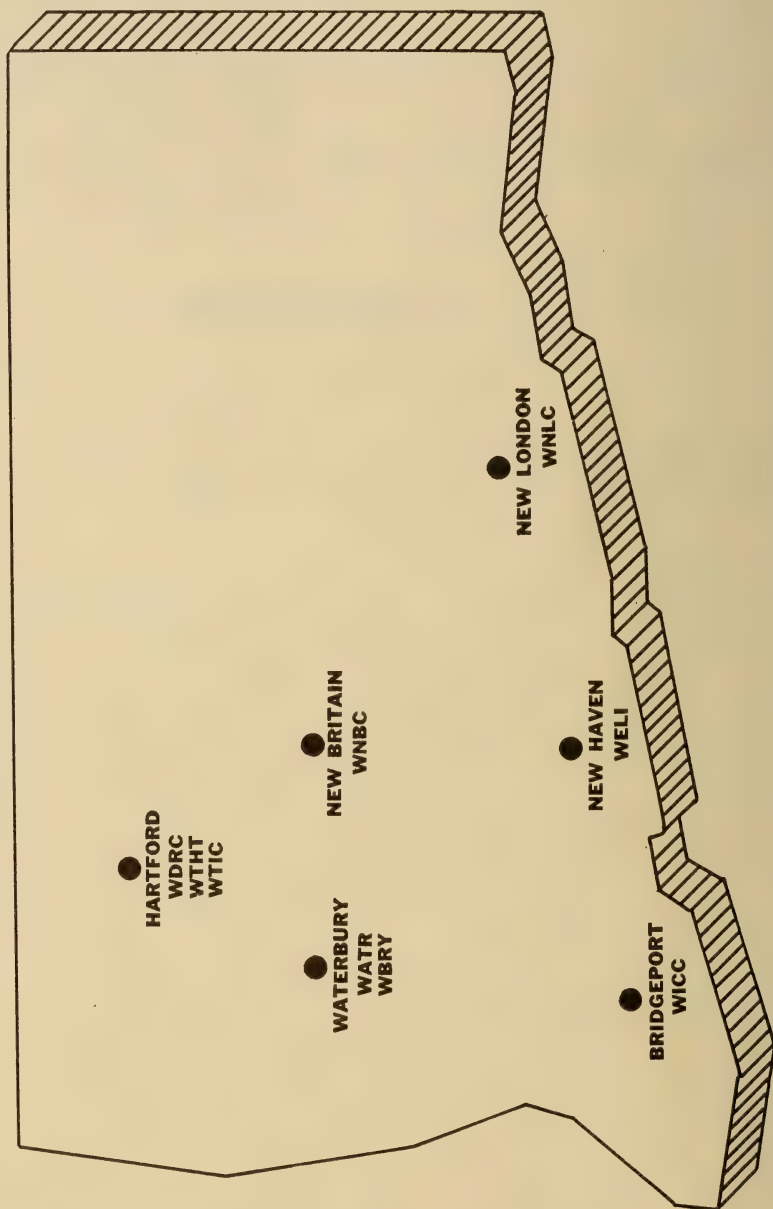 HARTFORD
WDRC
WTHT
WTIC
WATERBURY
WATR
WBRY
NEW BRITAIN
WNBC
NEW LONDON
WNLC
NEW HAVEN
WELI
BRIDGEPORT
WICC